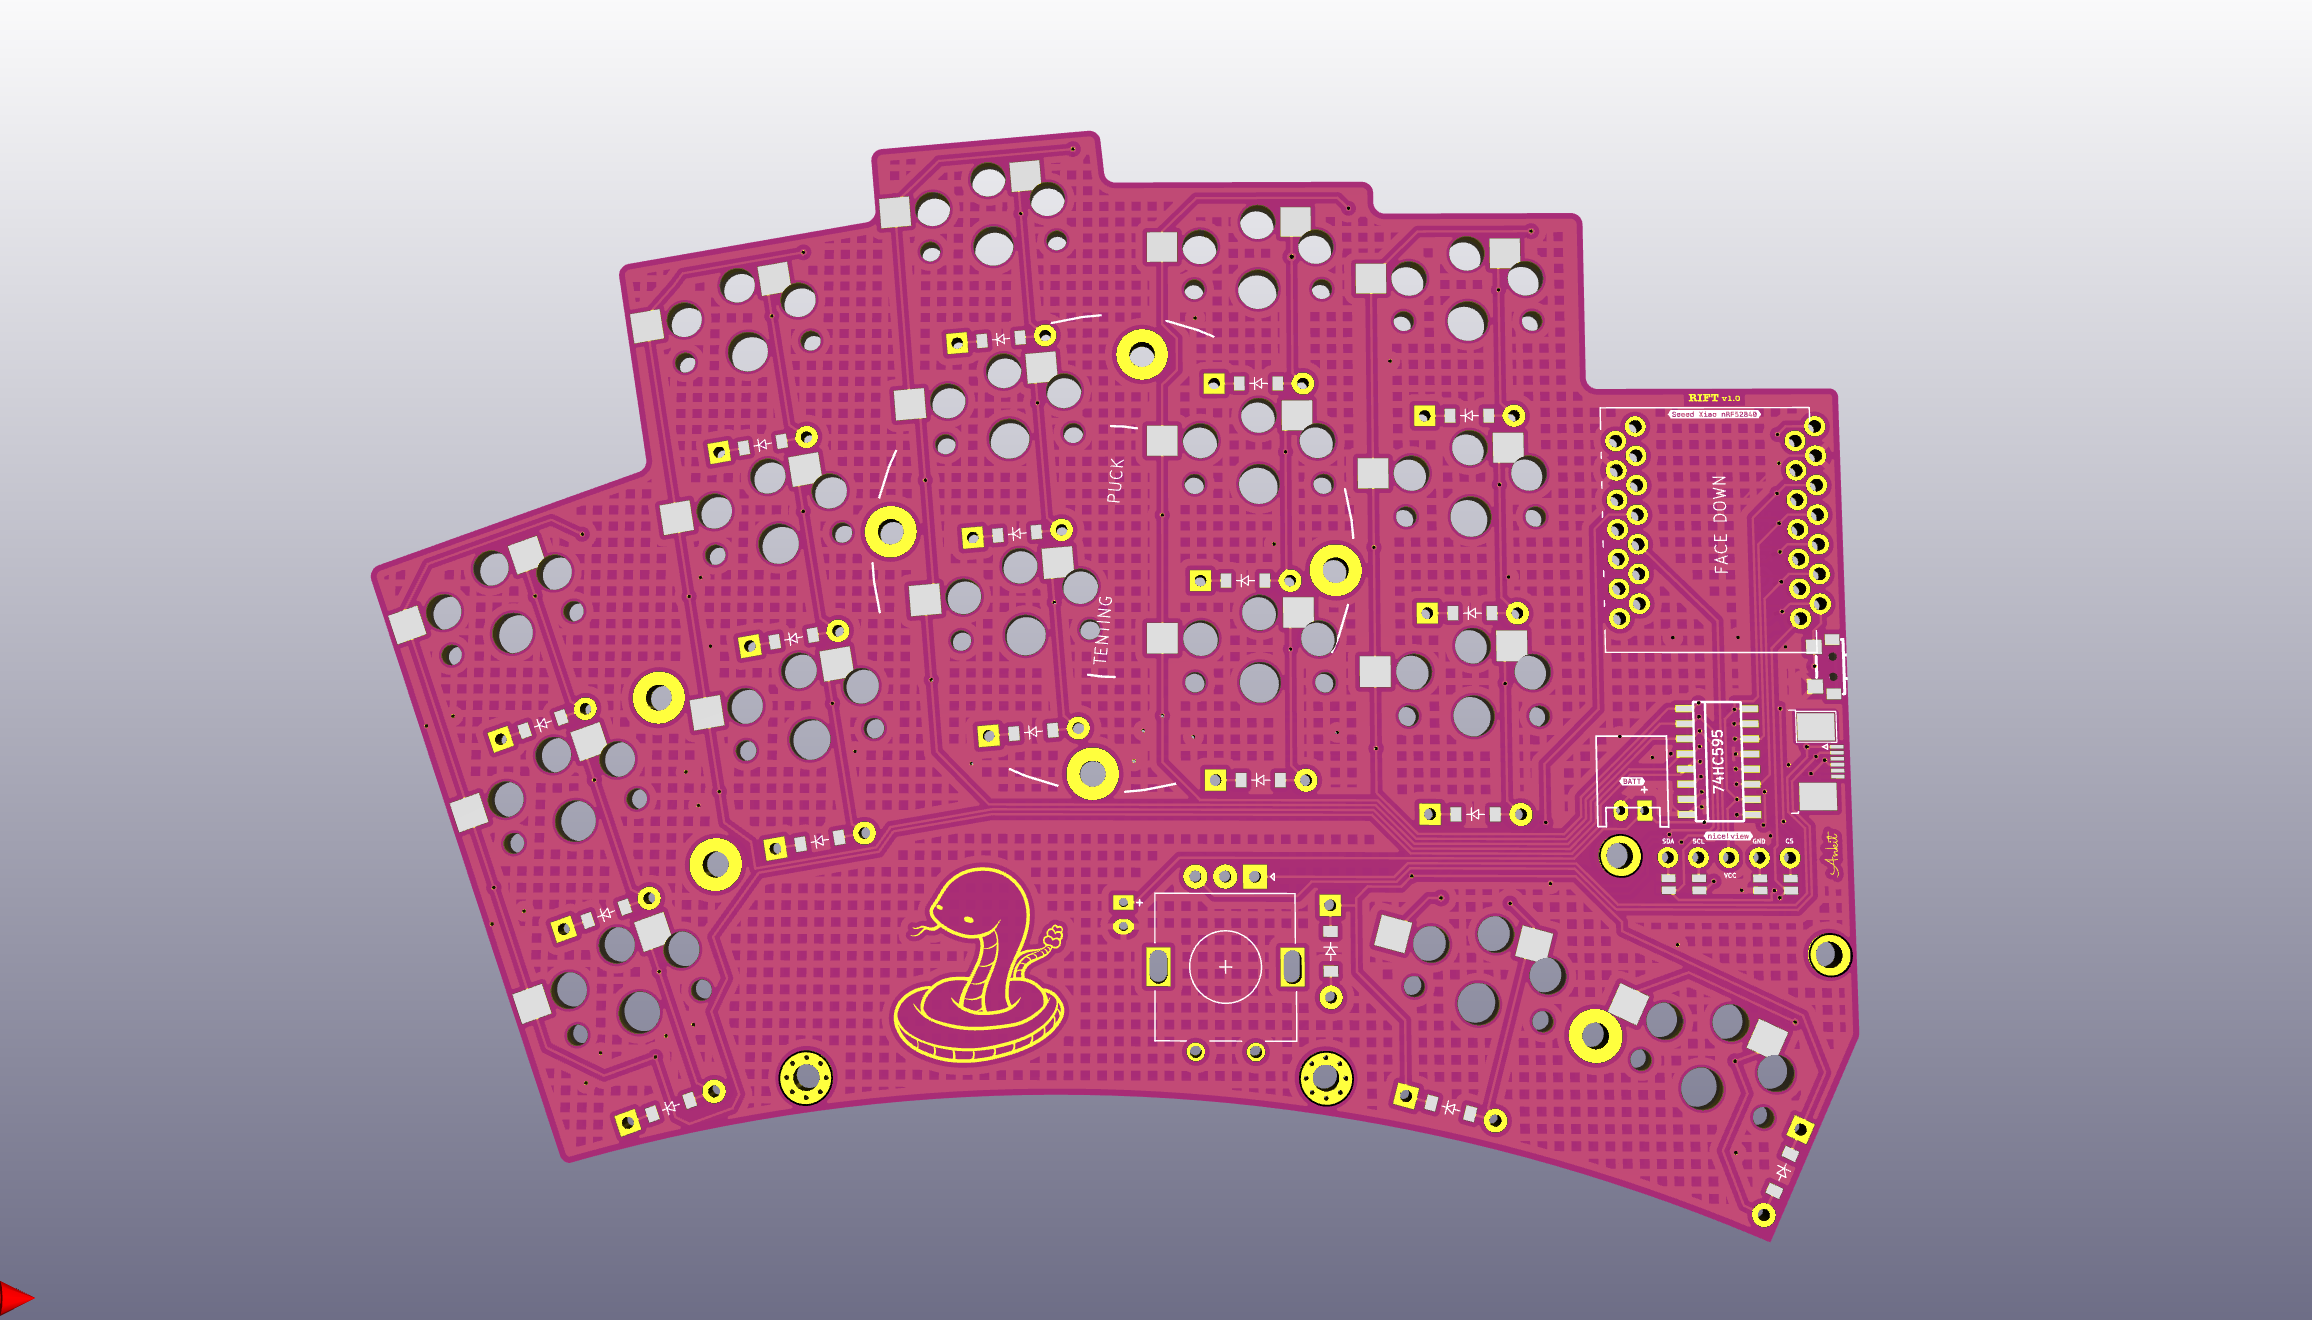 RIFT v1.0
Seeed Xiao nRF52840
FACE DOWN
PUCK
TENTING
74HC595
BATT
+
nice!view
SDA
SCL
VCC
GND
CS
Ankit
+